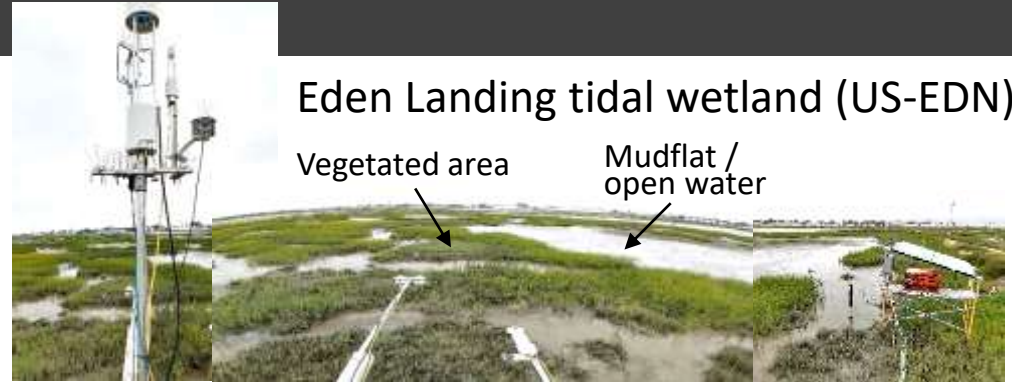 Eden Landing tidal wetland (US-EDN)
Vegetated area
Mudflat /
open water